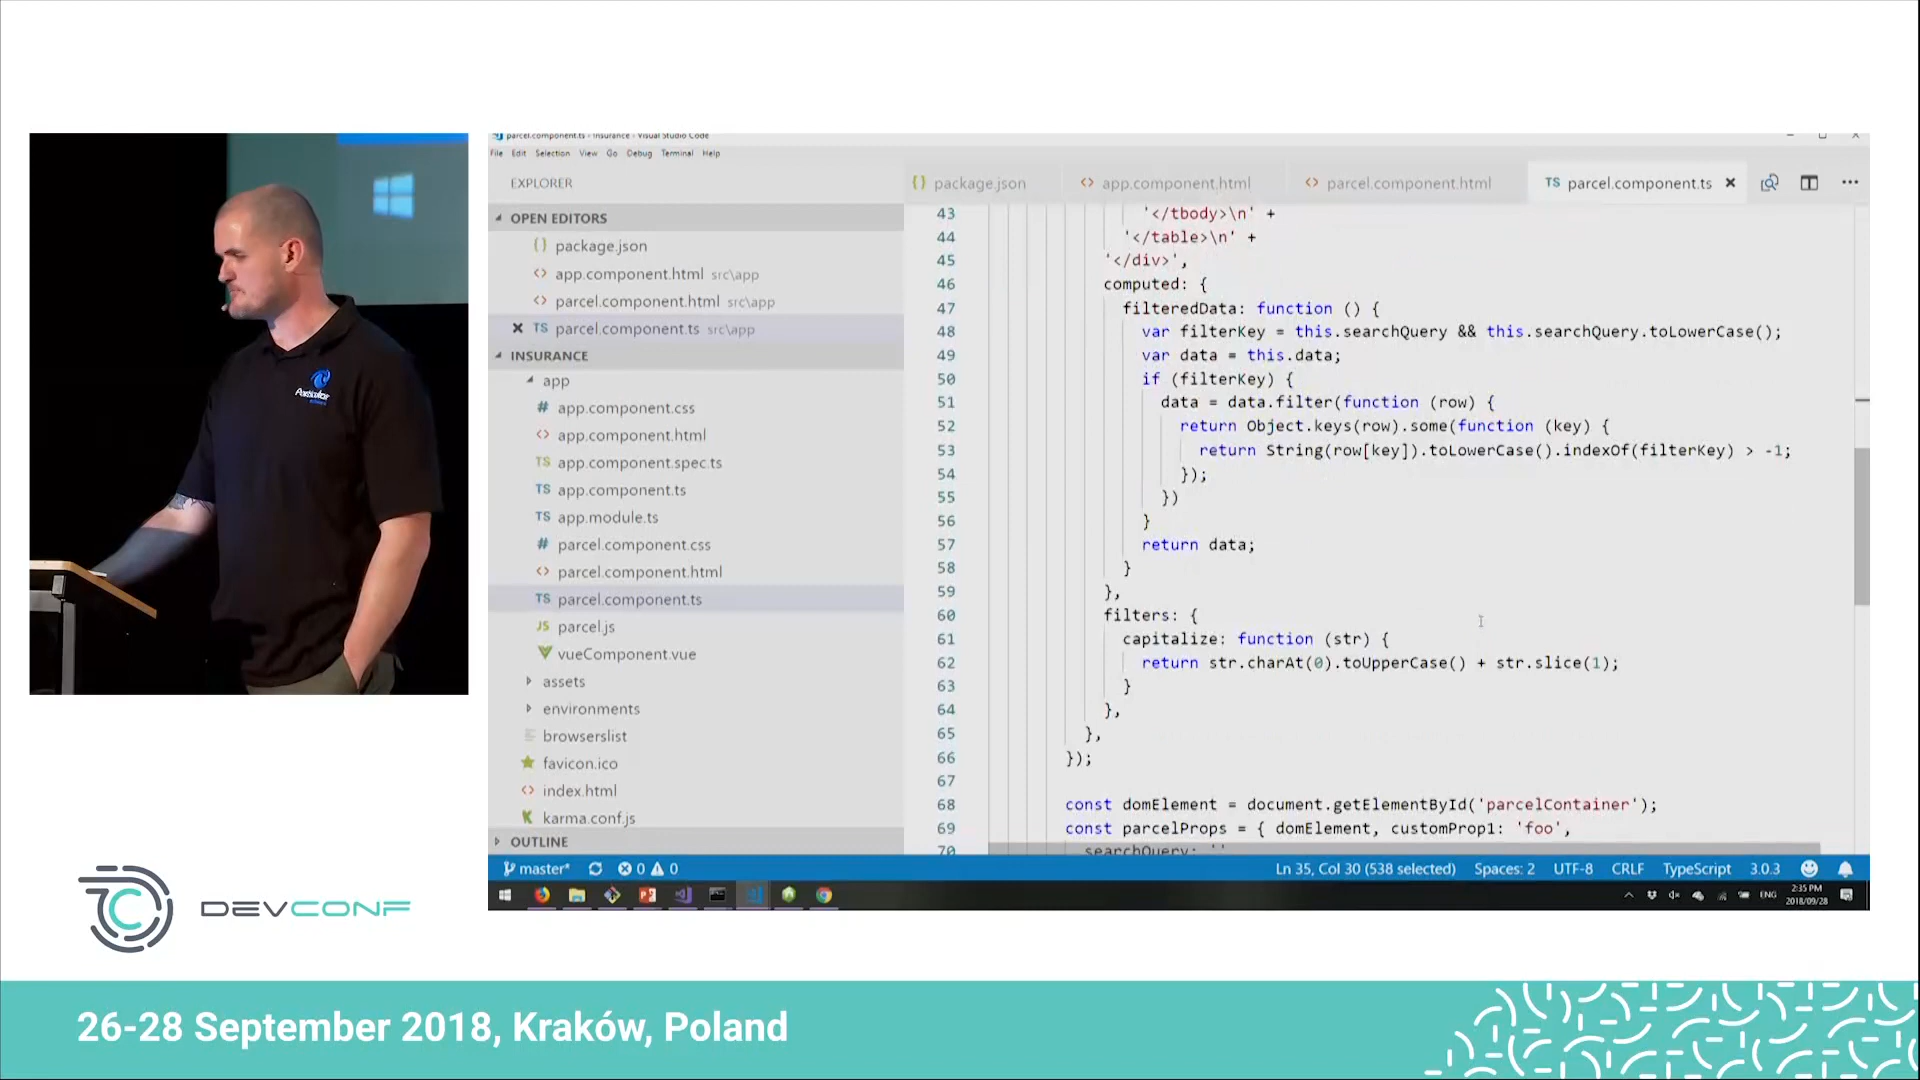 parcel.component.ts - Insurance - Visual Studio Code
File Edit Selection View Go Debug Terminal Help
EXPLORER
OPEN EDITORS
{} package.json
<> app.component.html src\app
<> parcel.component.html src\app
TS parcel.component.ts src\app
INSURANCE
app
# app.component.css
<> app.component.html
TS app.component.spec.ts
TS app.component.ts
TS app.module.ts
# parcel.component.css
<> parcel.component.html
TS parcel.component.ts
JS parcel.js
vueComponent.vue
assets
environments
browserslist
favicon.ico
<> index.html
karma.conf.js
OUTLINE
{} package.json <> app.component.html <> parcel.component.html TS parcel.component.ts
43 '</tbody>\n' +
44 '</table>\n' +
45 '</div>',
46 computed: {
47 filteredData: function () {
48 var filterKey = this.searchQuery && this.searchQuery.toLowerCase();
49 var data = this.data;
50 if (filterKey) {
51 data = data.filter(function (row) {
52 return Object.keys(row).some(function (key) {
53 return String(row[key]).toLowerCase().indexOf(filterKey) > -1;
54 });
55 })
56 }
57 return data;
58 }
59 },
60 filters: {
61 capitalize: function (str) {
62 return str.charAt(0).toUpperCase() + str.slice(1);
63 }
64 },
65 },
66 });
67
68 const domElement = document.getElementById('parcelContainer');
69 const parcelProps = { domElement, customProp1: 'foo',
70 searchQuery: ''
master* 0 0 Ln 35, Col 30 (538 selected) Spaces: 2 UTF-8 CRLF TypeScript 3.0.3
ENG
2:35 PM
2018/09/28
Particular
DEVCONF
26-28 September 2018, Kraków, Poland